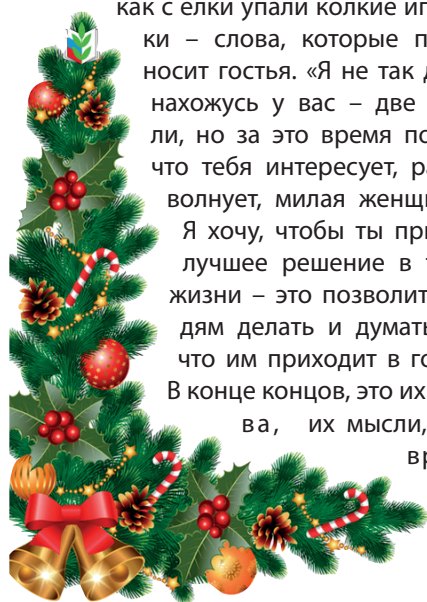 как с елки упали колкие иг
ки – слова, которые п
носит гостья. «Я не так д
нахожусь у вас – две
ли, но за это время по
что тебя интересует, ра
волнует, милая женщ
Я хочу, чтобы ты при
лучшее решение в т
жизни – это позволит
дям делать и думать
что им приходит в го
В конце концов, это их
ва, их мысли,
вр